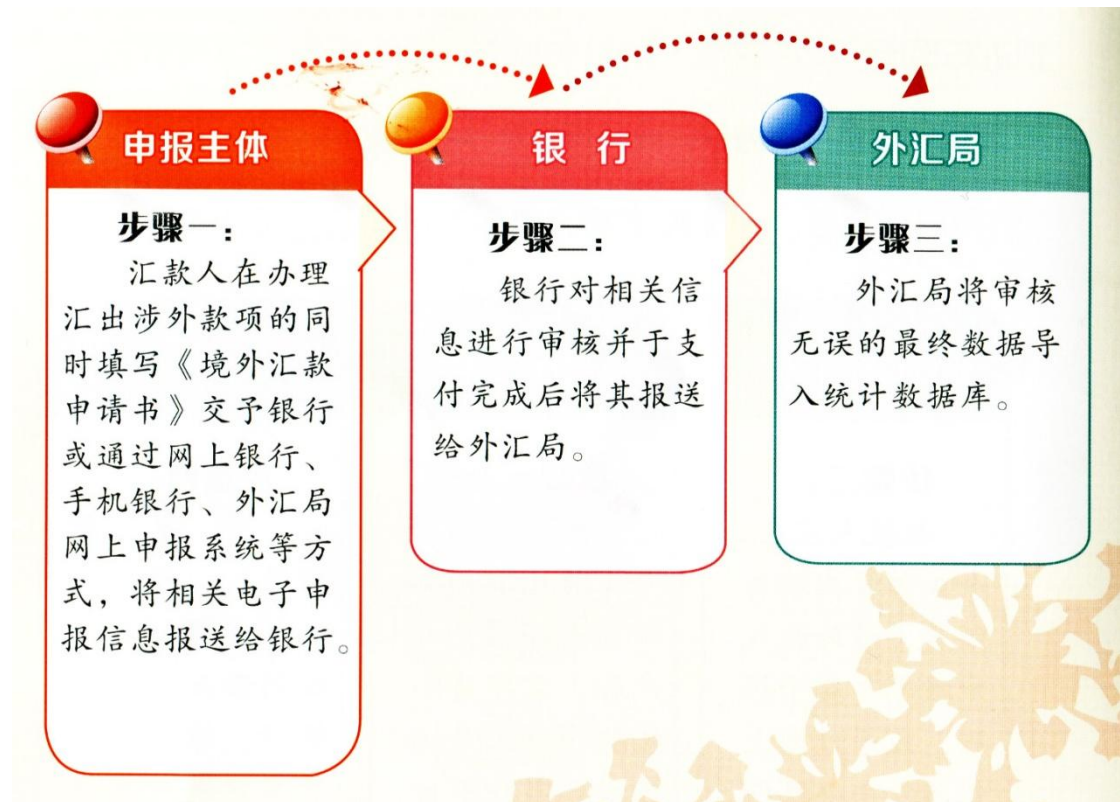 申报主体
步骤一：
汇款人在办理
汇出涉外款项的同
时填写《境外汇款
申请书》交予银行
或通过网上银行、
手机银行、外汇局
网上申报系统等方
式，将相关电子申
报信息报送给银行。
银 行
步骤二：
银行对相关信
息进行审核并于支
付完成后将其报送
给外汇局。
外汇局
步骤三：
外汇局将审核
无误的最终数据导
入统计数据库。